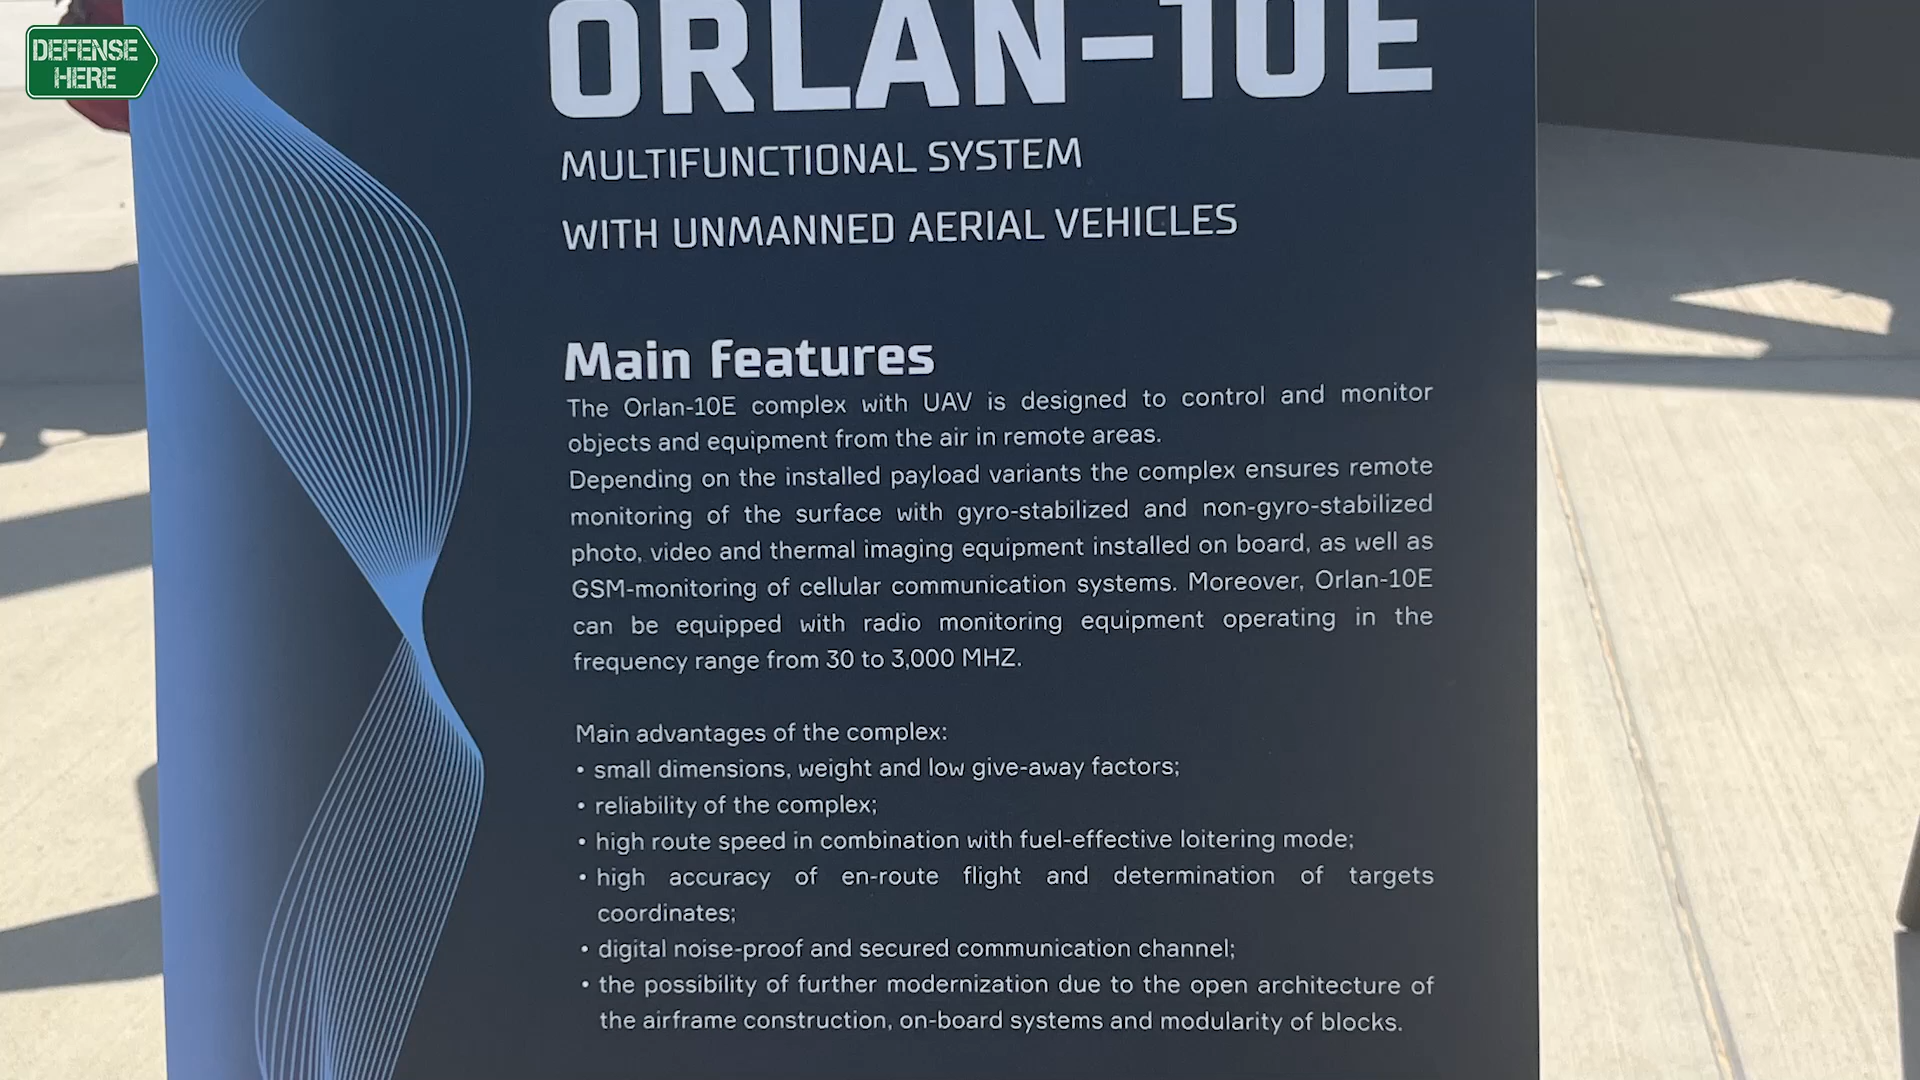 DEFENSE
HERE
ORLAN-10E
MULTIFUNCTIONAL SYSTEM
WITH UNMANNED AERIAL VEHICLES
Main features
The Orlan-10E complex with UAV is designed to control and monitor
objects and equipment from the air in remote areas.
Depending on the installed payload variants the complex ensures remote
monitoring of the surface with gyro-stabilized and non-gyro-stabilized
photo, video and thermal imaging equipment installed on board, as well as
GSM-monitoring of cellular communication systems. Moreover, Orlan-10E
can be equipped with radio monitoring equipment operating in the
frequency range from 30 to 3,000 MHZ.
Main advantages of the complex:
• small dimensions, weight and low give-away factors;
• reliability of the complex;
• high route speed in combination with fuel-effective loitering mode;
• high accuracy of en-route flight and determination of targets
coordinates;
• digital noise-proof and secured communication channel;
• the possibility of further modernization due to the open architecture of
the airframe construction, on-board systems and modularity of blocks.